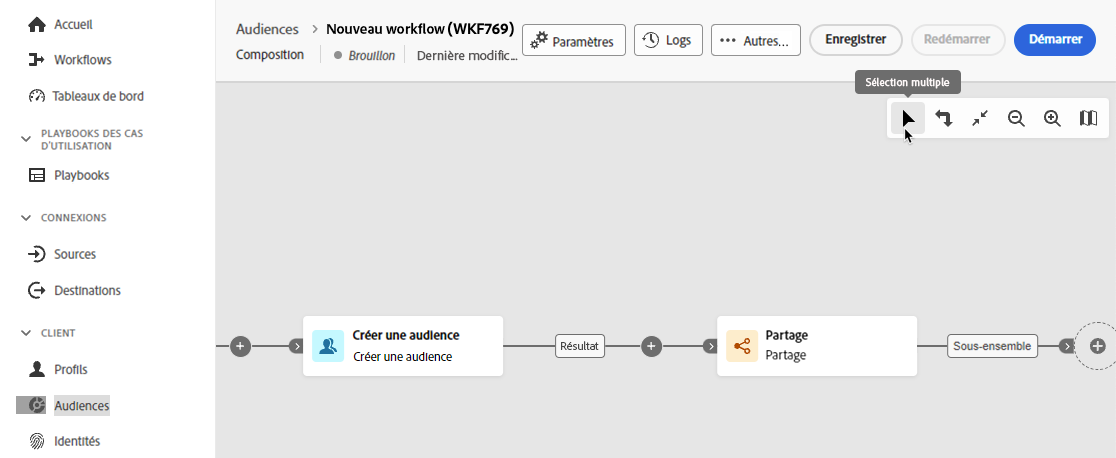 Accueil
Workflows
Tableaux de bord
PLAYBOOKS DES CAS
D'UTILISATION
Playbooks
CONNEXIONS
Sources
Destinations
CLIENT
Profils
Audiences
Identités
Audiences > Nouveau workflow (WKF769)
Composition Brouillon Dernière modific...
Paramètres
Logs
Autres...
Enregistrer
Redémarrer
Démarrer
Sélection multiple
Créer une audience
Créer une audience
Résultat
Partage
Partage
Sous-ensemble